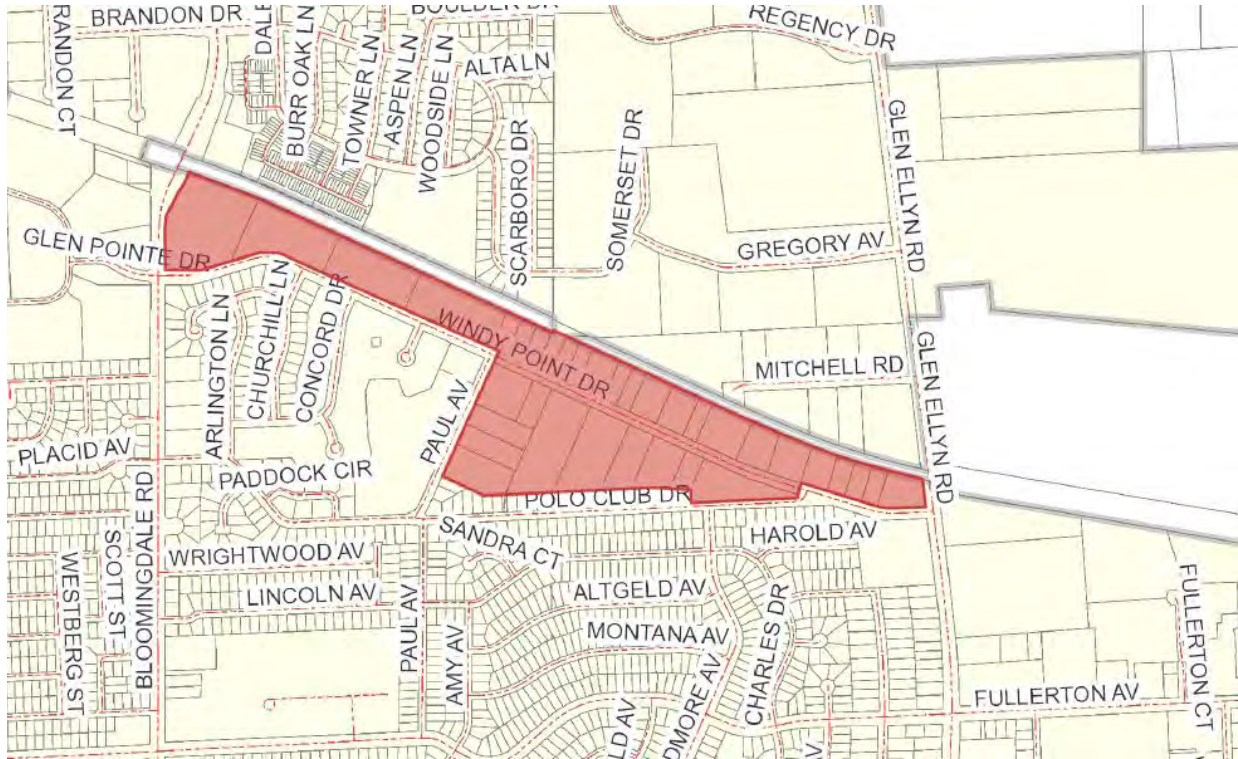 BRANDON DR
BOULDER DR
REGENCY DR
DALE
BURR OAK LN
TOWNER LN
ASPEN LN
WOODSIDE LN
ALTA LN
GLEN ELLYN RD
SCARBORO DR
SOMERSET DR
GREGORY AV
GLEN POINTE DR
ARLINGTON LN
CHURCHILL LN
CONCORD DR
WINDY POINT DR
MITCHELL RD
GLEN ELLYN RD
PAUL AV
PLACID AV
PADDOCK CIR
POLO CLUB DR
BLOOMINGDALE RD
SCOTT ST
WESTBERG ST
WRIGHTWOOD AV
SANDRA CT
HAROLD AV
LINCOLN AV
ALTGELD AV
PAUL AV
AMY AV
MONTANA AV
CHARLES DR
FULLERTON AV
FULLERTON CT